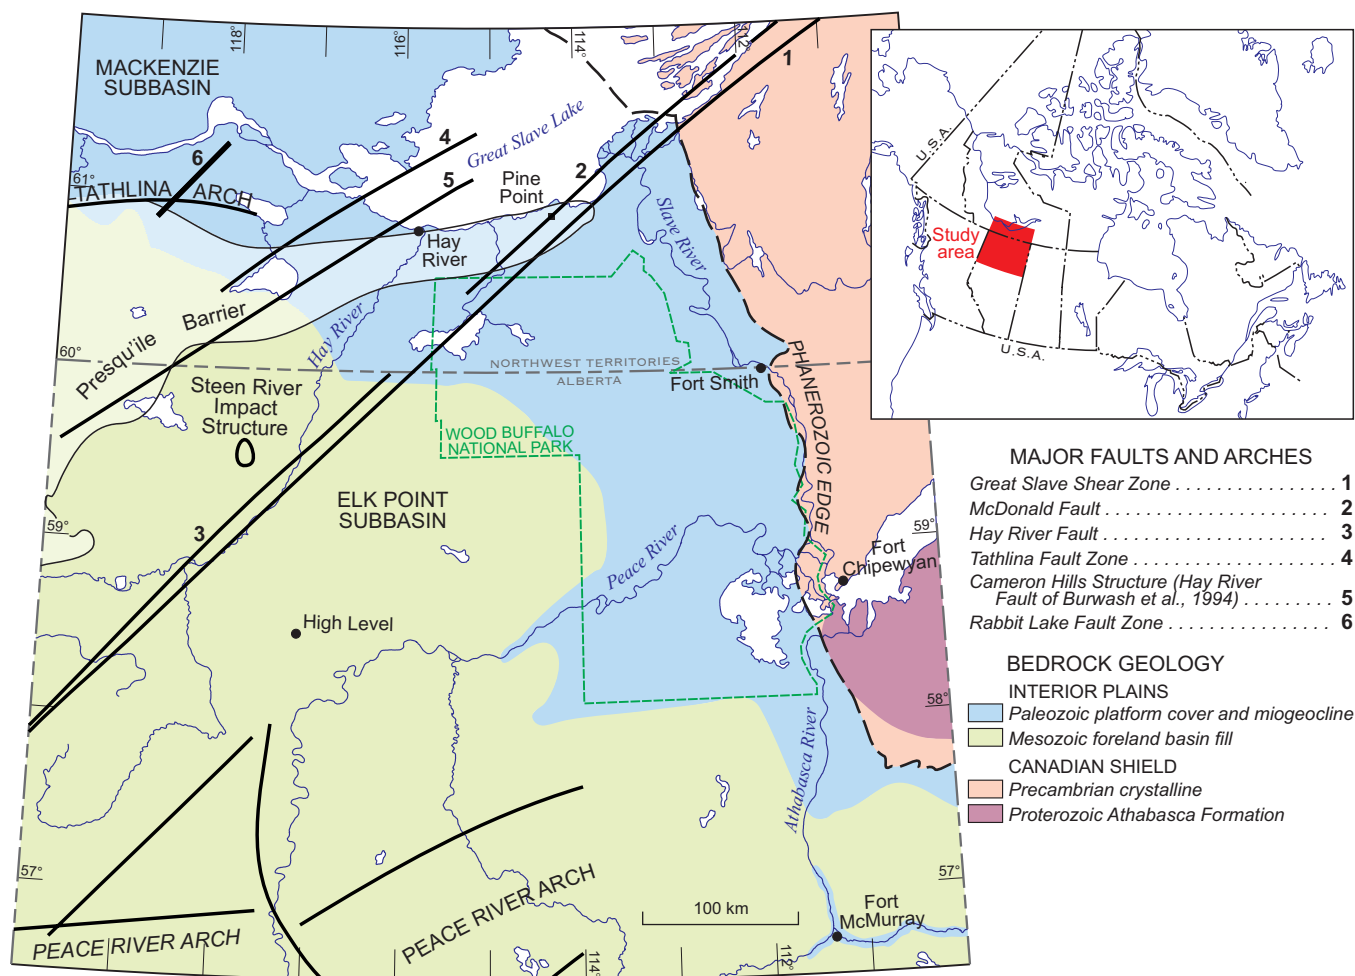 118°
116°
114°
112°
1
MACKENZIE
SUBBASIN
4
Great Slave Lake
6
61°
5
Pine
Point
2
TATHLINA ARCH
Slave River
Hay
River
Presqu'ile Barrier
Hay River
60°
NORTHWEST TERRITORIES
ALBERTA
Fort Smith
PHANEROZOIC EDGE
Steen River
Impact
Structure
WOOD BUFFALO
NATIONAL PARK
ELK POINT
SUBBASIN
59°
3
59°
Peace River
Fort
Chipewyan
High Level
58°
Athabasca River
57°
57°
PEACE RIVER ARCH
PEACE RIVER ARCH
100 km
Fort
McMurray
114°
112°
U.S.A.
Study
area
U.S.A.
MAJOR FAULTS AND ARCHES
Great Slave Shear Zone . . . . . . . . . . . . . . . . 1
McDonald Fault . . . . . . . . . . . . . . . . . . . . . . 2
Hay River Fault . . . . . . . . . . . . . . . . . . . . . . 3
Tathlina Fault Zone . . . . . . . . . . . . . . . . . . . . 4
Cameron Hills Structure (Hay River
Fault of Burwash et al., 1994) . . . . . . . . . 5
Rabbit Lake Fault Zone . . . . . . . . . . . . . . . . 6
BEDROCK GEOLOGY
INTERIOR PLAINS
Paleozoic platform cover and miogeocline
Mesozoic foreland basin fill
CANADIAN SHIELD
Precambrian crystalline
Proterozoic Athabasca Formation